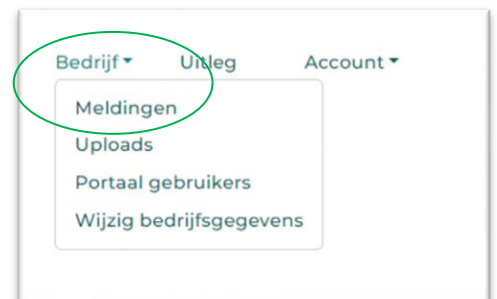 Bedrijf Uitleg Account
Meldingen
Uploads
Portaal gebruikers
Wijzig bedrijfsgegevens